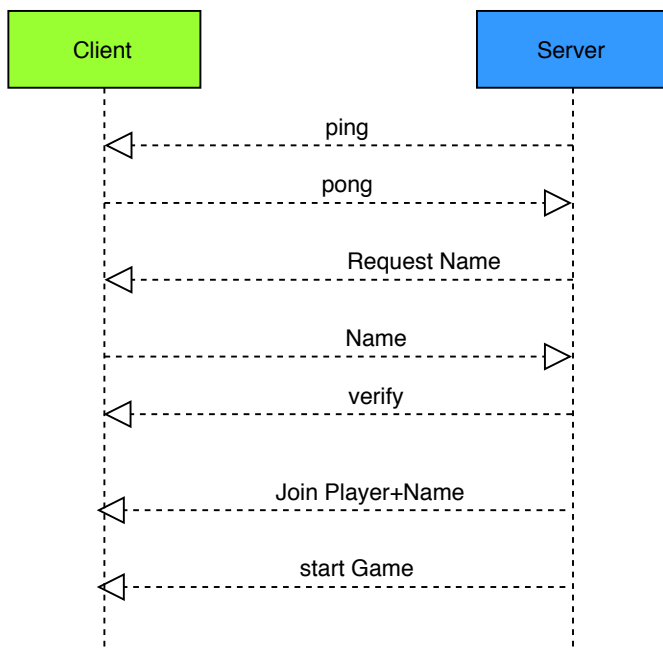 Client
Server
ping
pong
Request Name
Name
verify
Join Player+Name
start Game